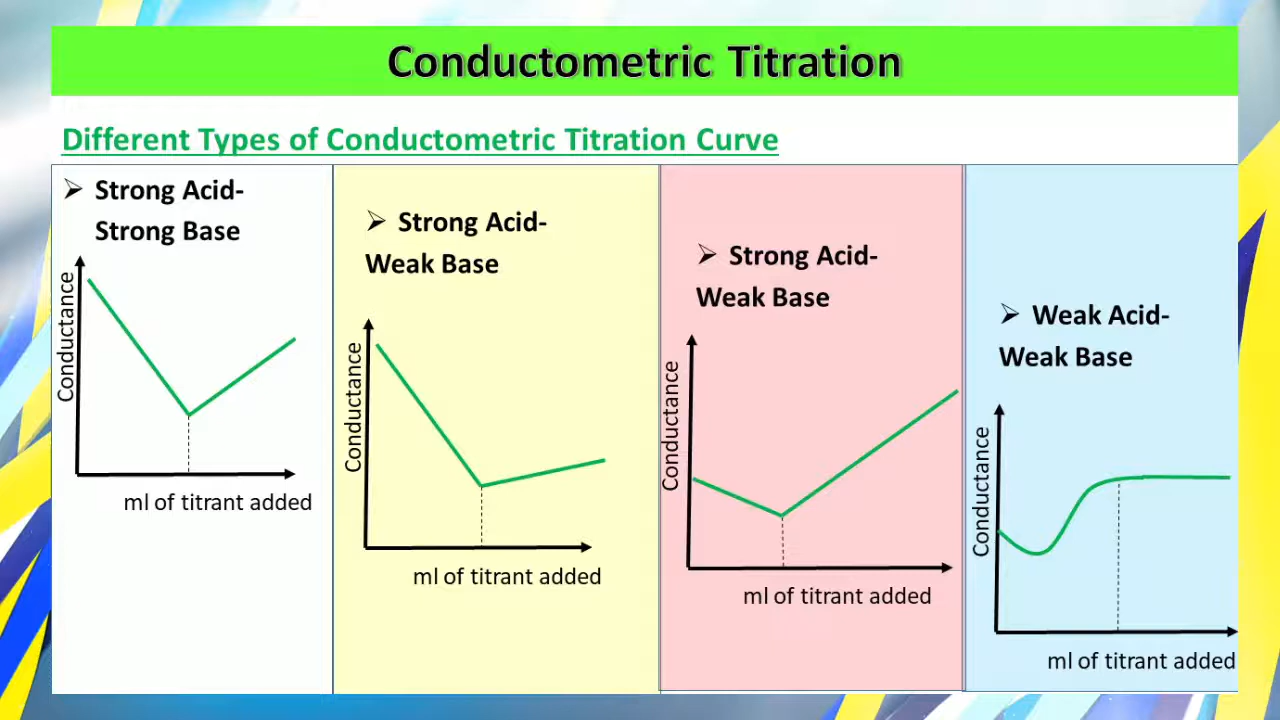 Conductometric Titration
Different Types of Conductometric Titration Curve
➢ Strong Acid-
Strong Base
Conductance
ml of titrant added
➢ Strong Acid-
Weak Base
Conductance
ml of titrant added
➢ Strong Acid-
Weak Base
Conductance
ml of titrant added
➢ Weak Acid-
Weak Base
Conductance
ml of titrant added